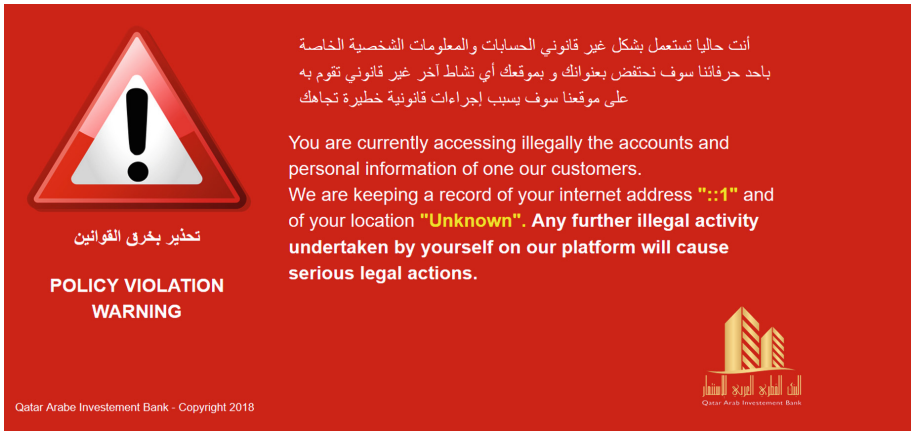 أنت حاليا تستعمل بشكل غير قانوني الحسابات والمعلومات الشخصية الخاصة
باحد حرفائنا سوف نحتفض بعنوانك و بموقعك أي نشاط آخر غير قانوني تقوم به
على موقعنا سوف يسبب إجراءات قانونية خطيرة تجاهك
You are currently accessing illegally the accounts and
personal information of one our customers.
We are keeping a record of your internet address "::1" and
of your location "Unknown". Any further illegal activity
undertaken by yourself on our platform will cause
serious legal actions.
تحذير بخرق القوانين
POLICY VIOLATION
WARNING
البنك القطري العربي للإستثمار
Qatar Arab Investement Bank
Qatar Arabe Investement Bank - Copyright 2018